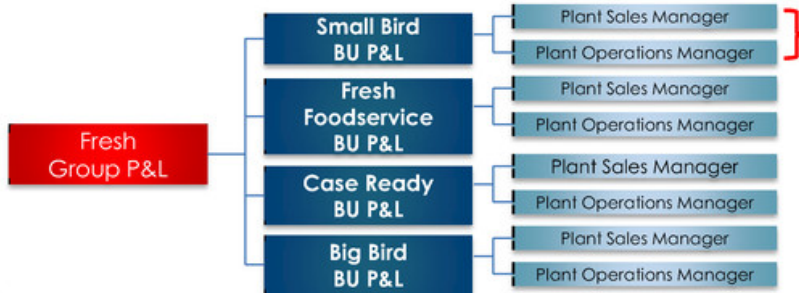 Fresh
Group P&L
Small Bird
BU P&L
Plant Sales Manager
Plant Operations Manager
Fresh
Foodservice
BU P&L
Plant Sales Manager
Plant Operations Manager
Case Ready
BU P&L
Plant Sales Manager
Plant Operations Manager
Big Bird
BU P&L
Plant Sales Manager
Plant Operations Manager